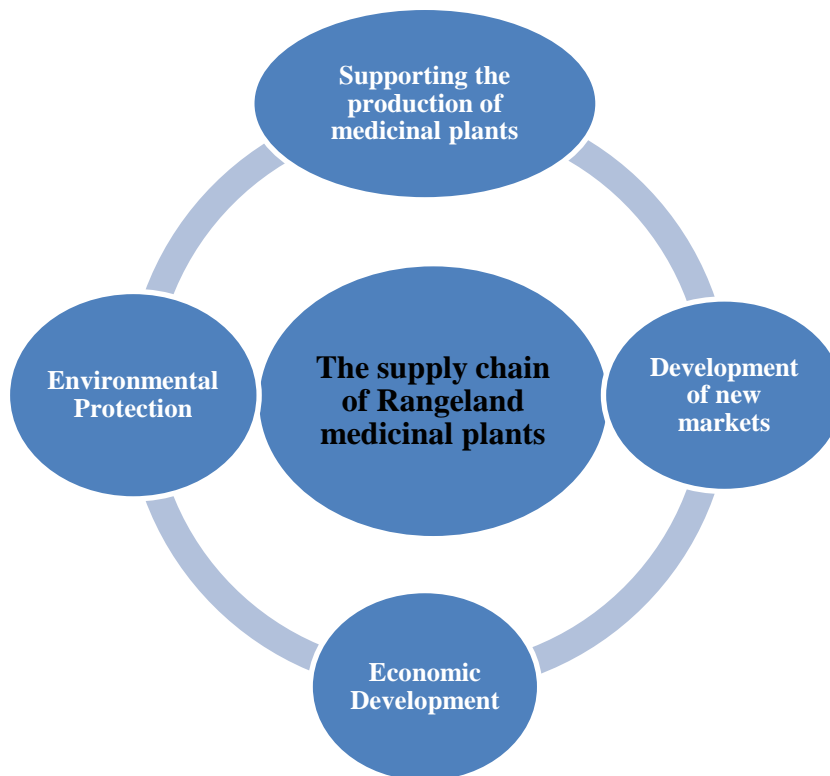 Supporting the
production of
medicinal plants
Environmental
Protection
The supply chain
of Rangeland
medicinal plants
Development
of new
markets
Economic
Development